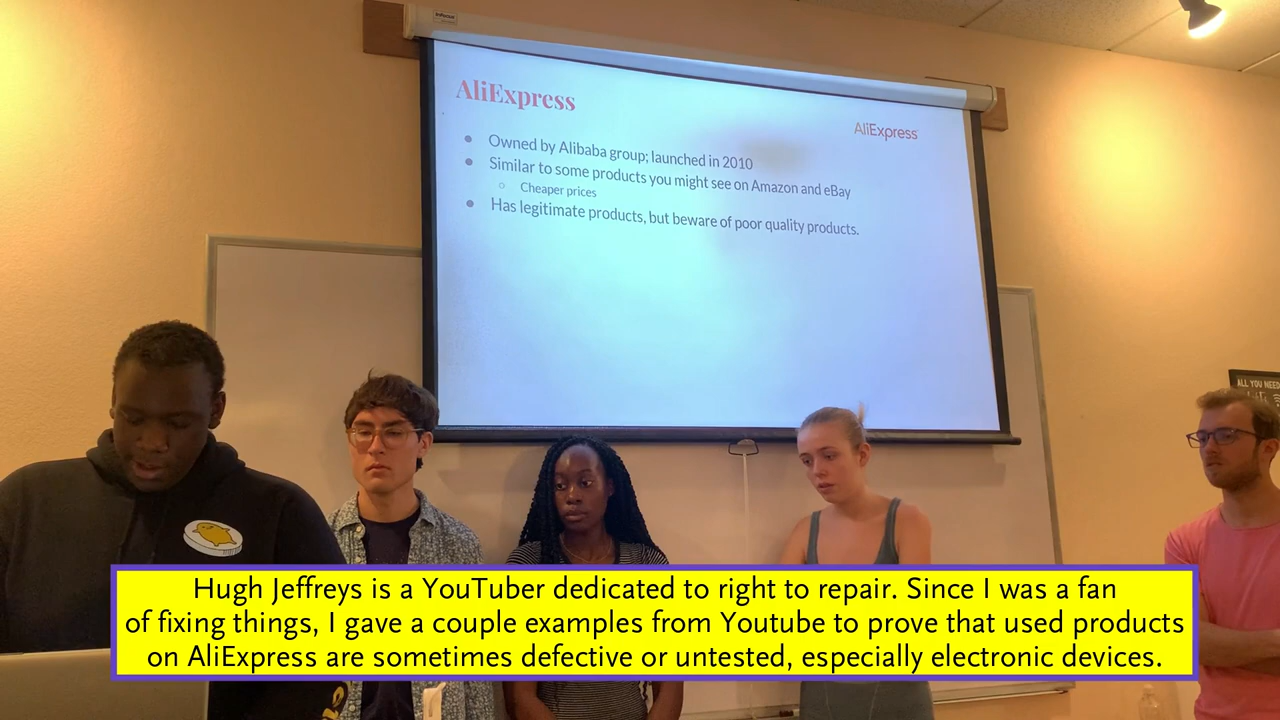 InFocus
AliExpress
AliExpress
Owned by Alibaba group; launched in 2010
Similar to some products you might see on Amazon and eBay
Cheaper prices
Has legitimate products, but beware of poor quality products.
ALL YOU NEED
Hugh Jeffreys is a YouTuber dedicated to right to repair. Since I was a fan
of fixing things, I gave a couple examples from Youtube to prove that used products
on AliExpress are sometimes defective or untested, especially electronic devices.